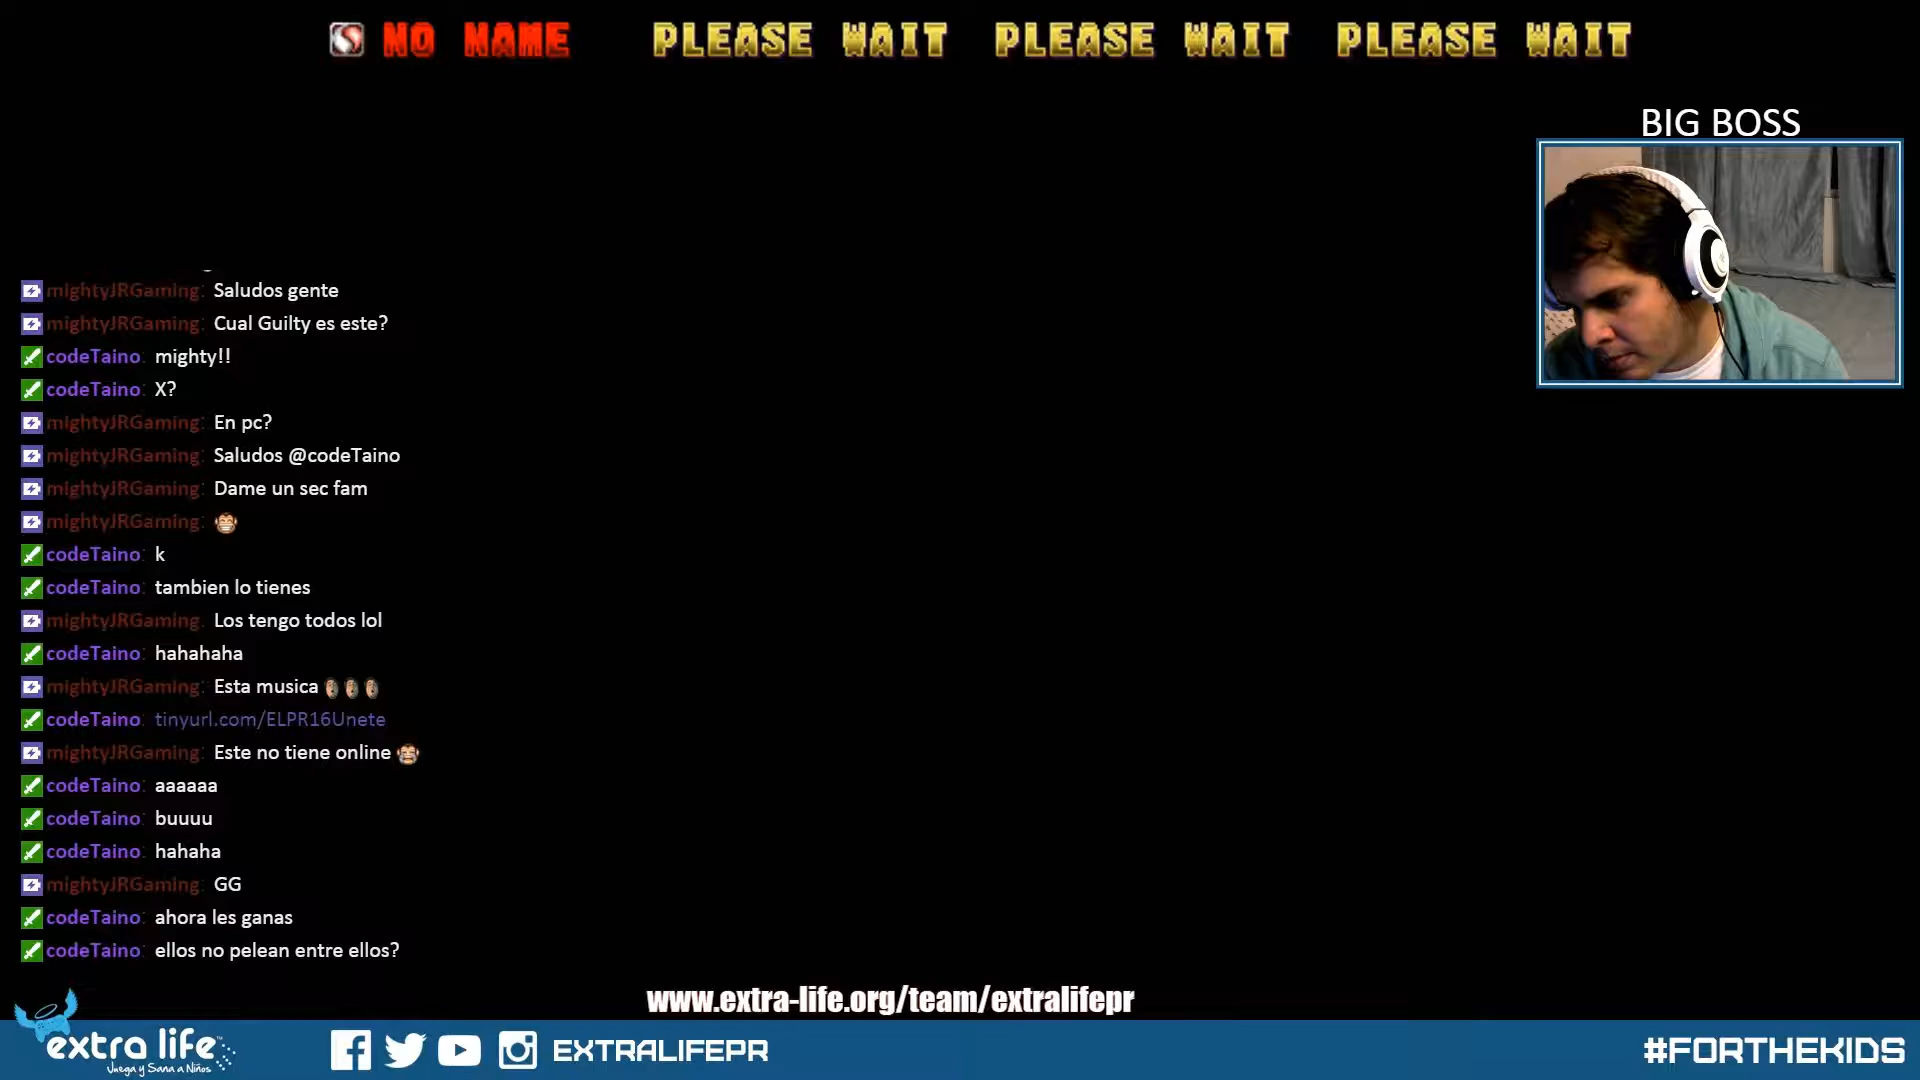 NO NAME PLEASE WAIT PLEASE WAIT PLEASE WAIT
BIG BOSS
mightyJRGaming: Saludos gente
mightyJRGaming: Cual Guilty es este?
codeTaino: mighty!!
codeTaino: X?
mightyJRGaming: En pc?
mightyJRGaming: Saludos @codeTaino
mightyJRGaming: Dame un sec fam
mightyJRGaming:
codeTaino: k
codeTaino: tambien lo tienes
mightyJRGaming: Los tengo todos lol
codeTaino: hahahaha
mightyJRGaming: Esta musica
codeTaino: tinyurl.com/ELPR16Unete
mightyJRGaming: Este no tiene online
codeTaino: aaaaaa
codeTaino: buuuu
codeTaino: hahaha
mightyJRGaming: GG
codeTaino: ahora les ganas
codeTaino: ellos no pelean entre ellos?
www.extra-life.org/team/extralifepr
extra life
Juega y Sana a Niños
EXTRALIFEPR
#FORTHEKIDS